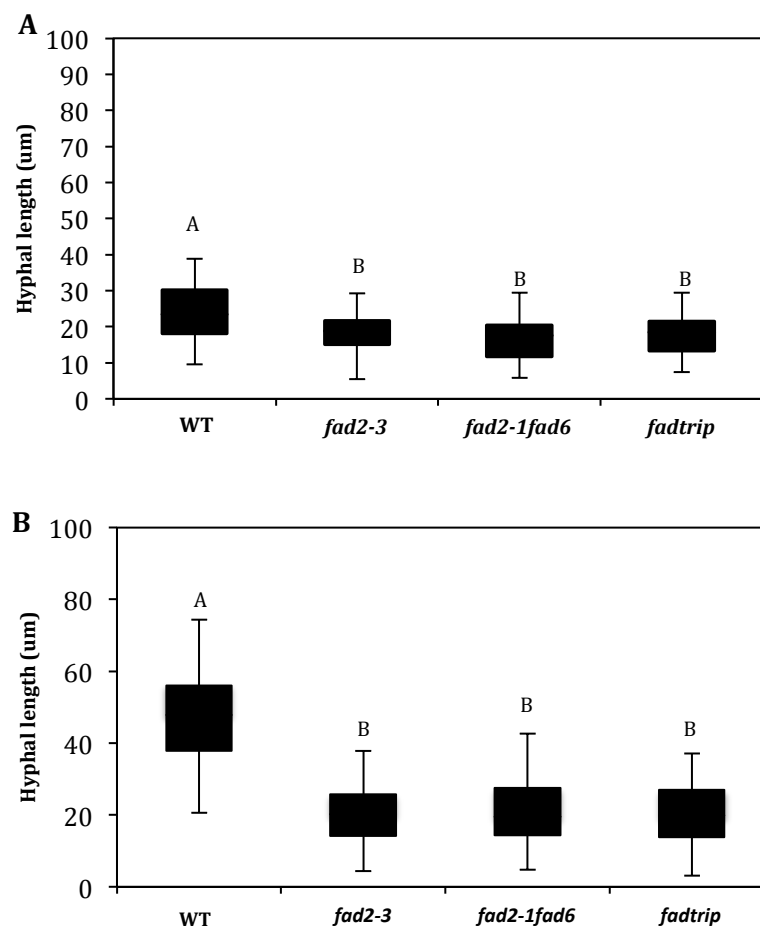 A
100
90
80
70
60
50
40
30
20
10
0
Hyphal length (um)
A
B
B
B
WT
fad2-3
fad2-1fad6
fadtrip
B
100
80
60
40
20
0
Hyphal length (um)
A
B
B
B
WT
fad2-3
fad2-1fad6
fadtrip